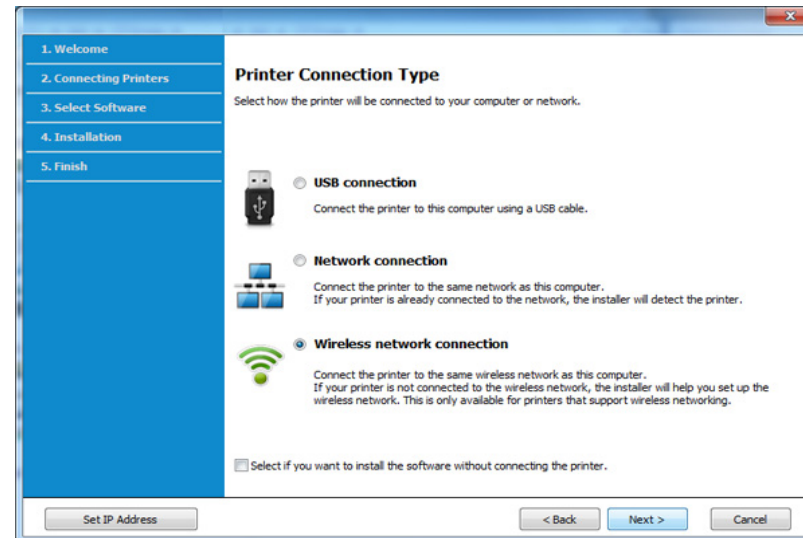 1. Welcome
2. Connecting Printers
3. Select Software
4. Installation
5. Finish
Printer Connection Type
Select how the printer will be connected to your computer or network.
USB connection
Connect the printer to this computer using a USB cable.
Network connection
Connect the printer to the same network as this computer.
If your printer is already connected to the network, the installer will detect the printer.
Wireless network connection
Connect the printer to the same wireless network as this computer.
If your printer is not connected to the wireless network, the installer will help you set up the
wireless network. This is only available for printers that support wireless networking.
Select if you want to install the software without connecting the printer.
Set IP Address
< Back
Next >
Cancel